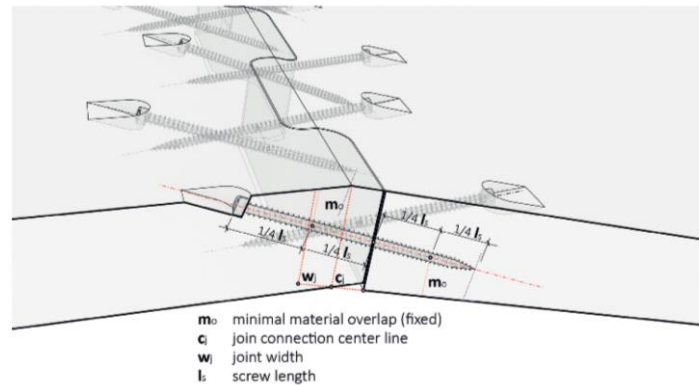 mo
1/4 ls
1/4 ls
1/4 ls
1/4 ls
wj
cj
mo
mo minimal material overlap (fixed)
cj join connection center line
wj joint width
ls screw length